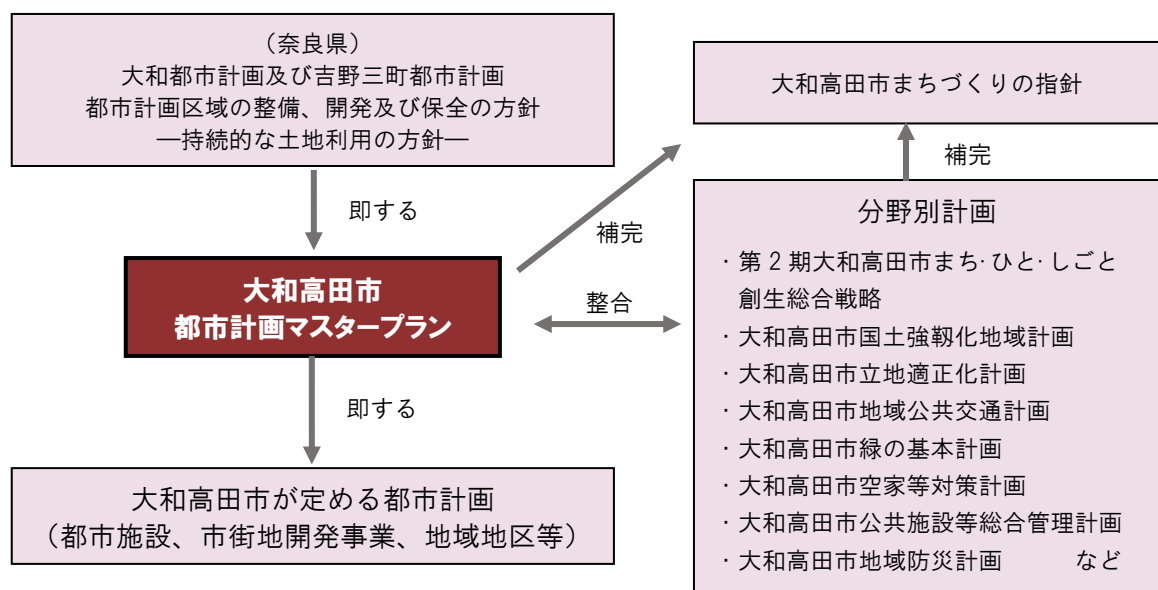 （奈良県）
大和都市計画及び吉野三町都市計画
都市計画区域の整備、開発及び保全の方針
―持続的な土地利用の方針―
即する
大和高田市
都市計画マスタープラン
即する
大和高田市が定める都市計画
（都市施設、市街地開発事業、地域地区等）
補完
整合
大和高田市まちづくりの指針
補完
分野別計画
・第２期大和高田市まち・ひと・しごと
創生総合戦略
・大和高田市国土強靱化地域計画
・大和高田市立地適正化計画
・大和高田市地域公共交通計画
・大和高田市緑の基本計画
・大和高田市空家等対策計画
・大和高田市公共施設等総合管理計画
・大和高田市地域防災計画　　　など